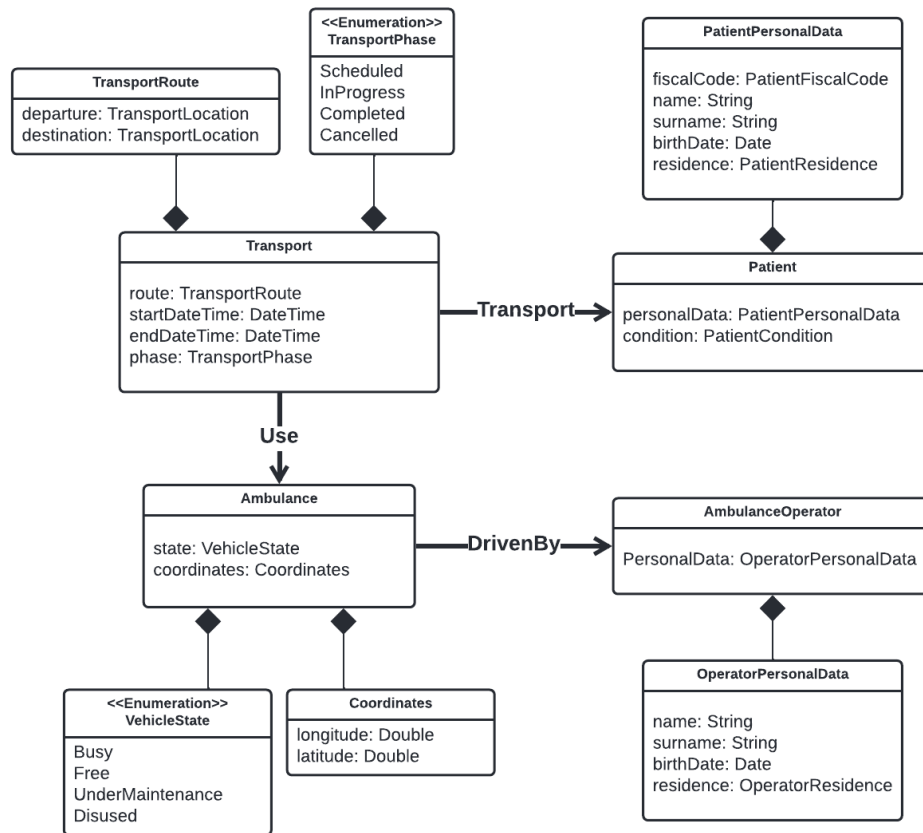 <<Enumeration>>
TransportPhase
Scheduled
InProgress
Completed
Cancelled
TransportRoute
departure: TransportLocation
destination: TransportLocation
PatientPersonalData
fiscalCode: PatientFiscalCode
name: String
surname: String
birthDate: Date
residence: PatientResidence
Transport
route: TransportRoute
startDateTime: DateTime
endDateTime: DateTime
phase: TransportPhase
Transport
Patient
personalData: PatientPersonalData
condition: PatientCondition
Use
Ambulance
state: VehicleState
coordinates: Coordinates
DrivenBy
AmbulanceOperator
PersonalData: OperatorPersonalData
<<Enumeration>>
VehicleState
Busy
Free
UnderMaintenance
Disused
Coordinates
longitude: Double
latitude: Double
OperatorPersonalData
name: String
surname: String
birthDate: Date
residence: OperatorResidence